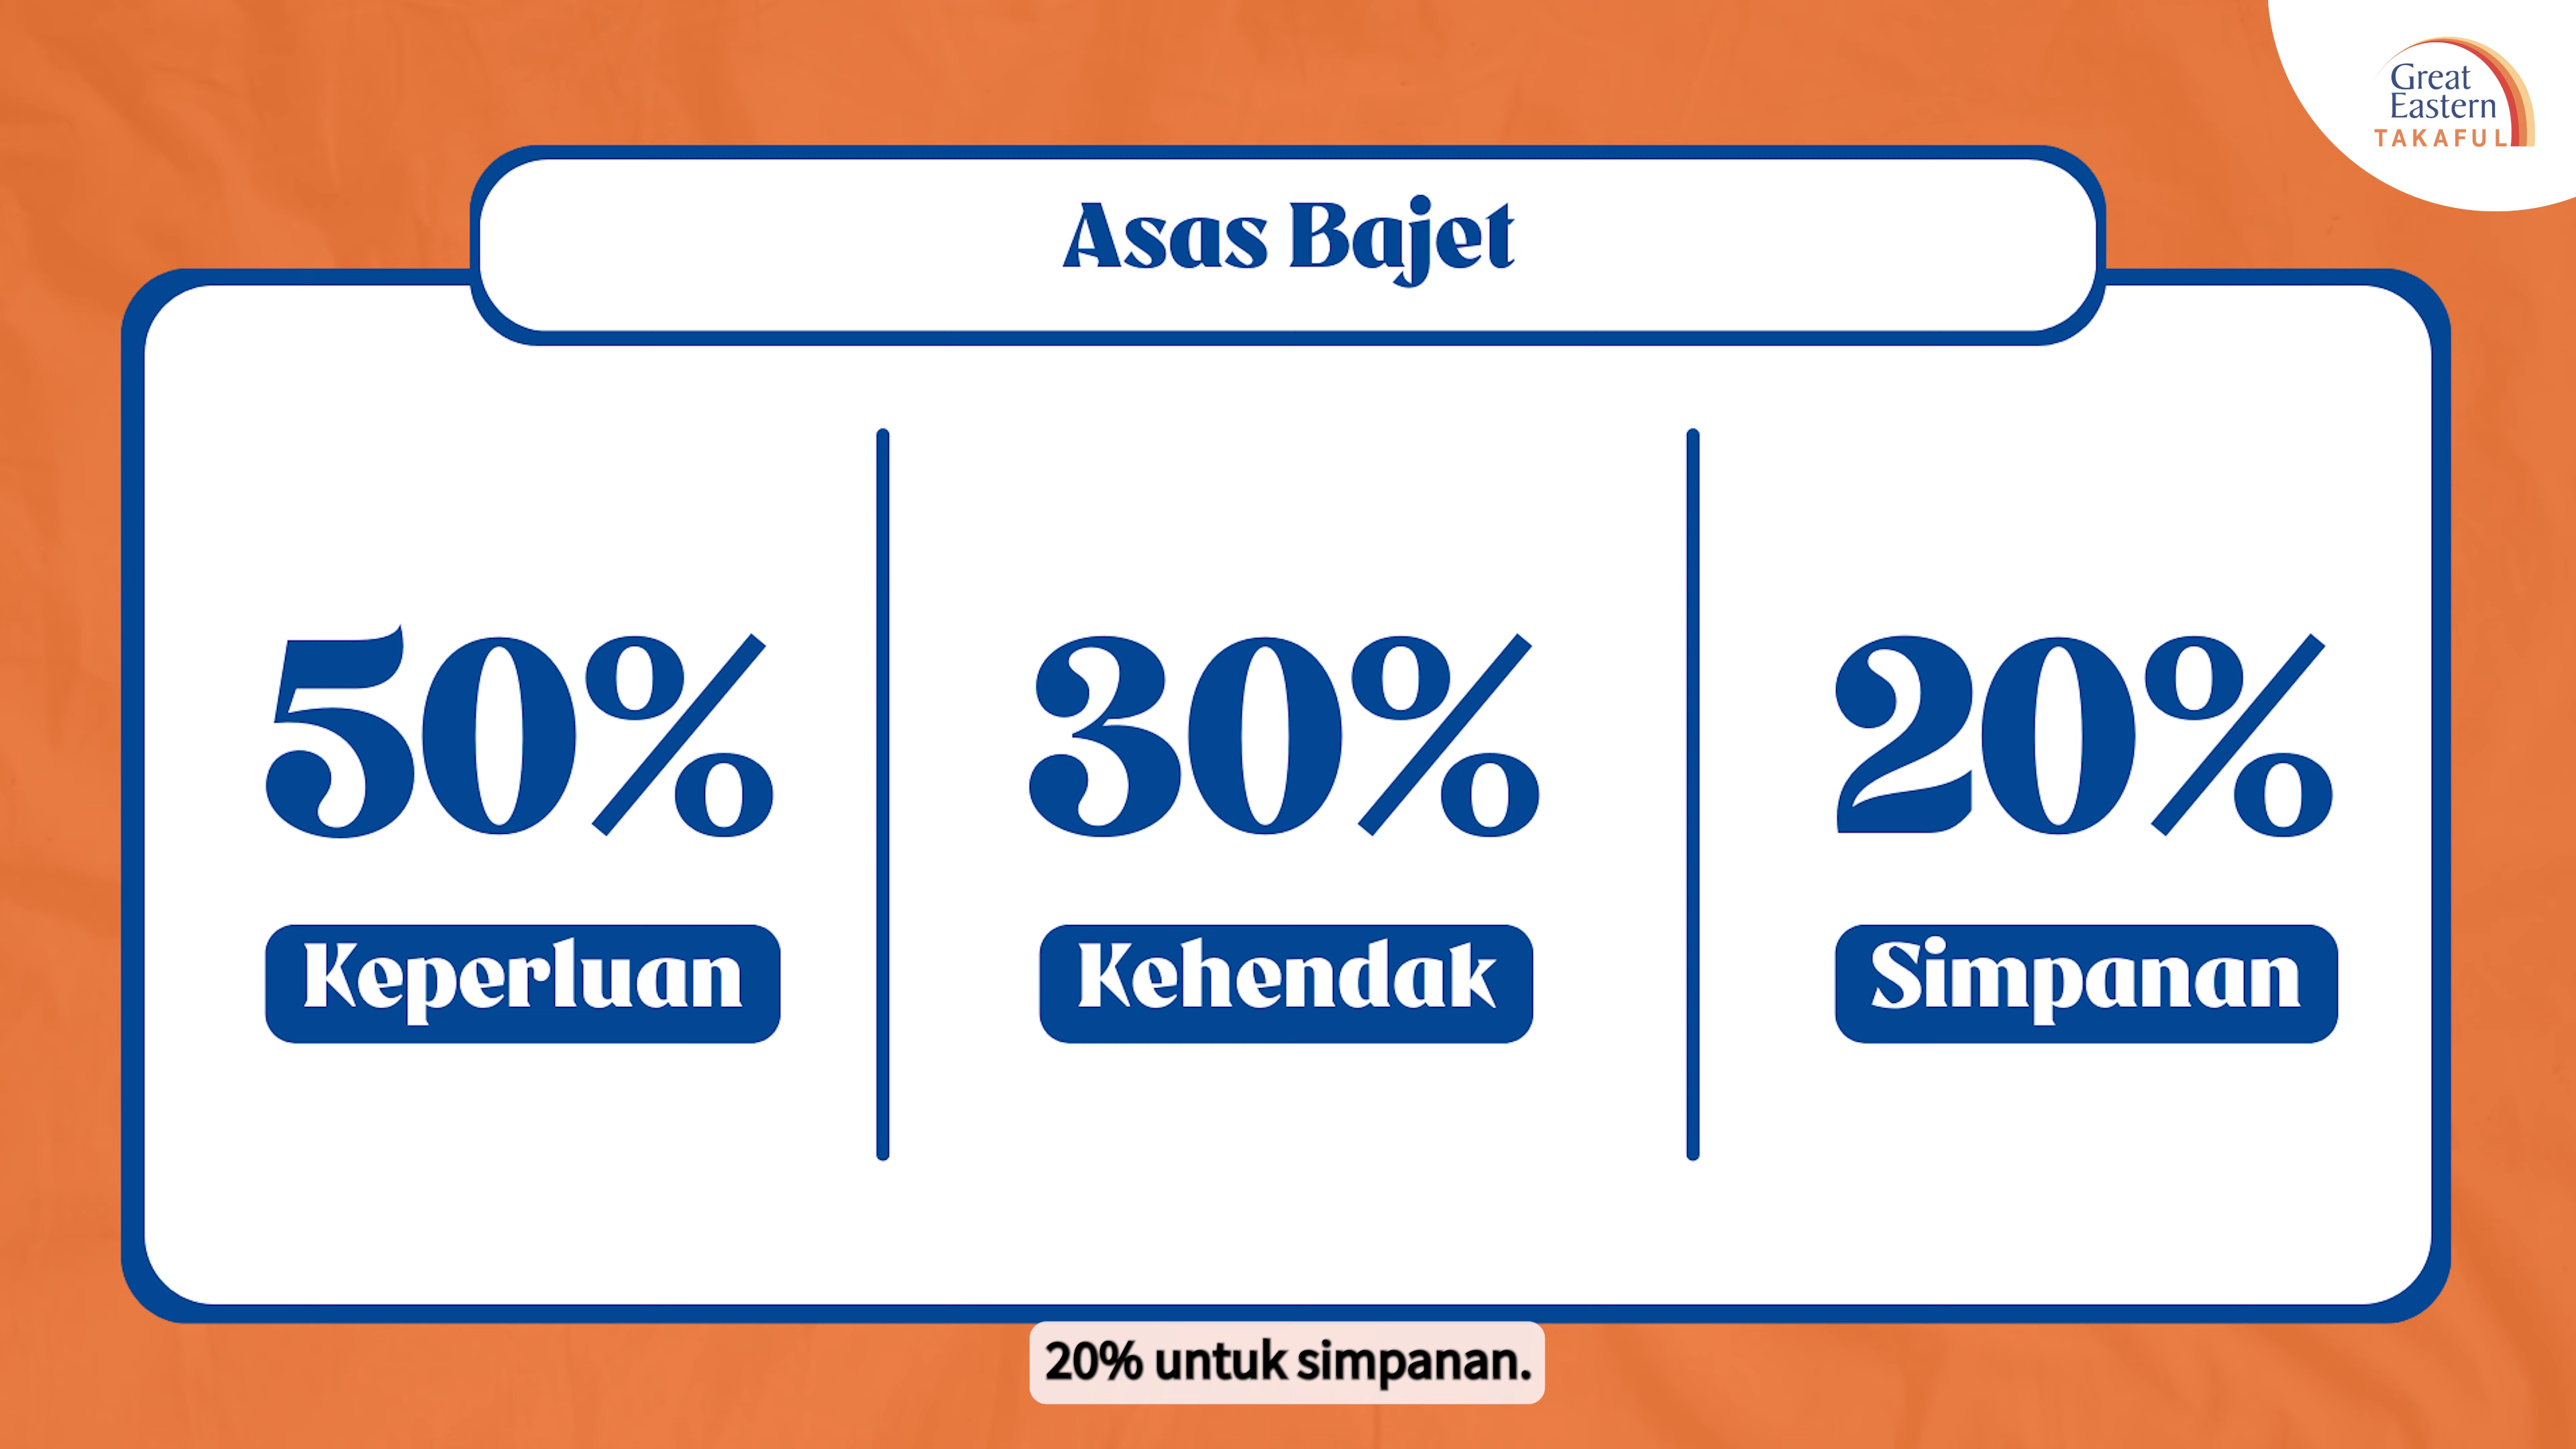 Great
Eastern
TAKAFUL
Asas Bajet
50%
Keperluan
30%
Kehendak
20%
Simpanan
20% untuk simpanan.